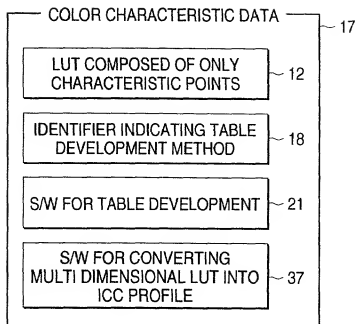 COLOR CHARACTERISTIC DATA
17
LUT COMPOSED OF ONLY
CHARACTERISTIC POINTS
12
IDENTIFIER INDICATING TABLE
DEVELOPMENT METHOD
18
S/W FOR TABLE DEVELOPMENT
21
S/W FOR CONVERTING
MULTI DIMENSIONAL LUT INTO
ICC PROFILE
37